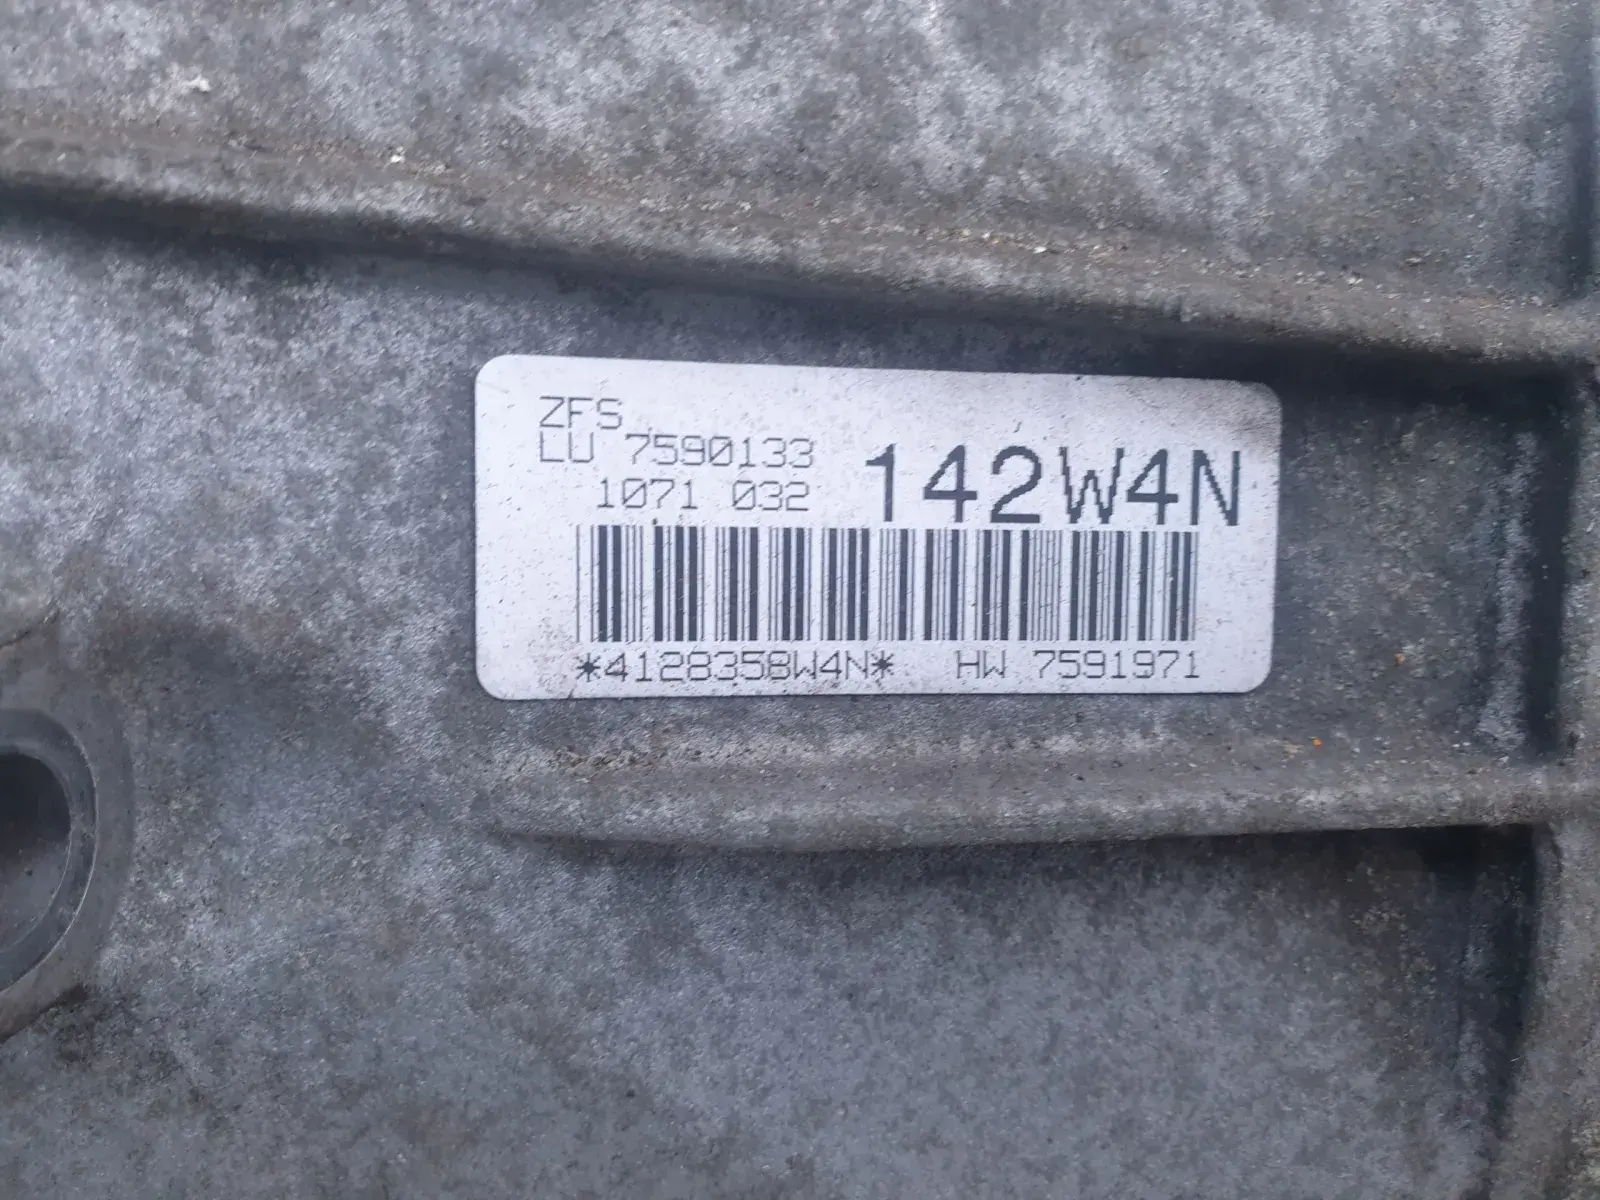 ZFS
LU 7590133
1071 032
142W4N
*4128358W4N* HW 7591971